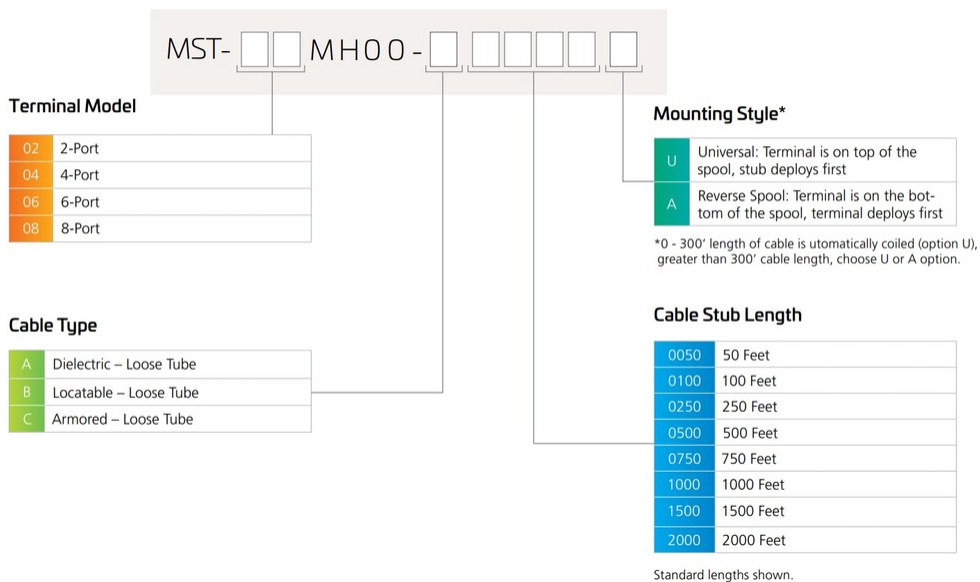 MST- MH00 -
Terminal Model
02 2-Port
04 4-Port
06 6-Port
08 8-Port
Cable Type
A Dielectric – Loose Tube
B Locatable – Loose Tube
C Armored – Loose Tube
Mounting Style*
U Universal: Terminal is on top of the
spool, stub deploys first
A Reverse Spool: Terminal is on the bot-
tom of the spool, terminal deploys first
*0 - 300’ length of cable is utomatically coiled (option U),
greater than 300’ cable length, choose U or A option.
Cable Stub Length
0050 50 Feet
0100 100 Feet
0250 250 Feet
0500 500 Feet
0750 750 Feet
1000 1000 Feet
1500 1500 Feet
2000 2000 Feet
Standard lengths shown.